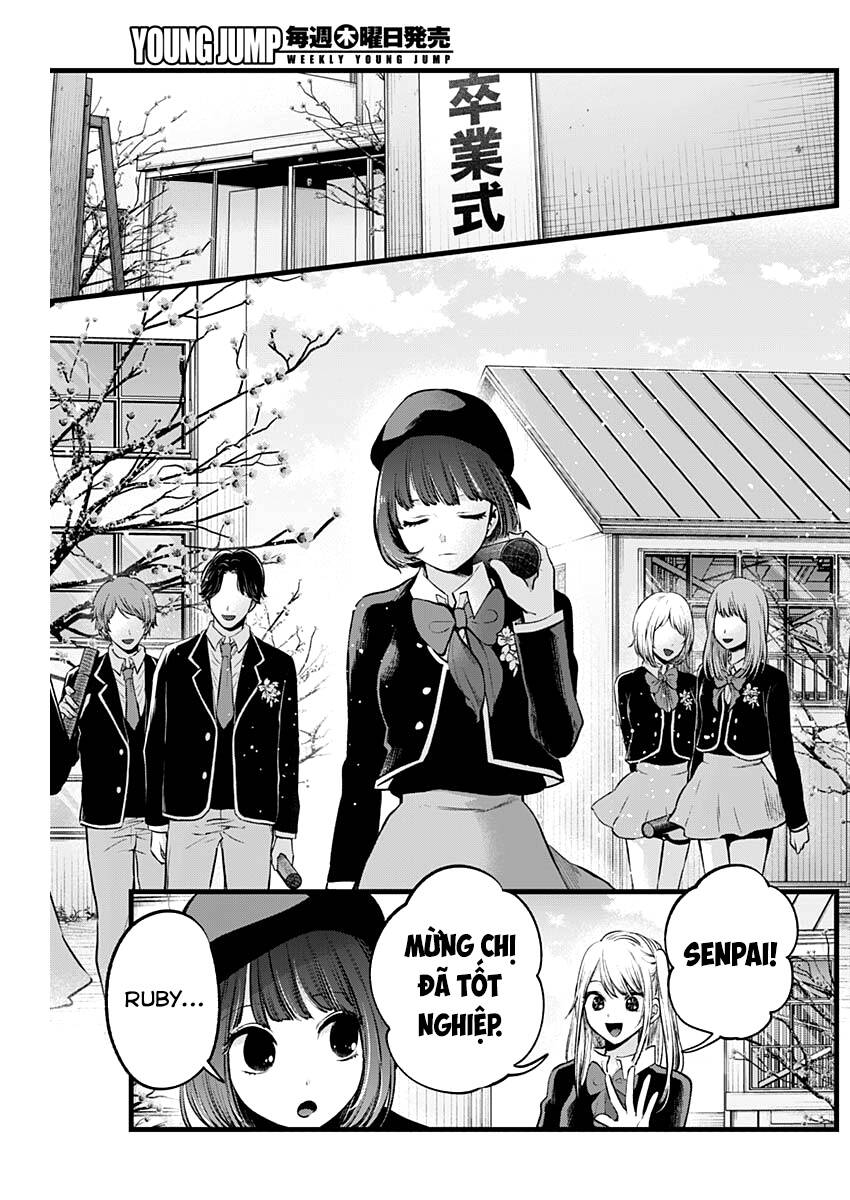 YOUNG JUMP 毎週木曜日発売
WEEKLY YOUNG JUMP
卒業式
SENPAI!
MỪNG CHỊ
ĐÃ TỐT
NGHIỆP.
RUBY...